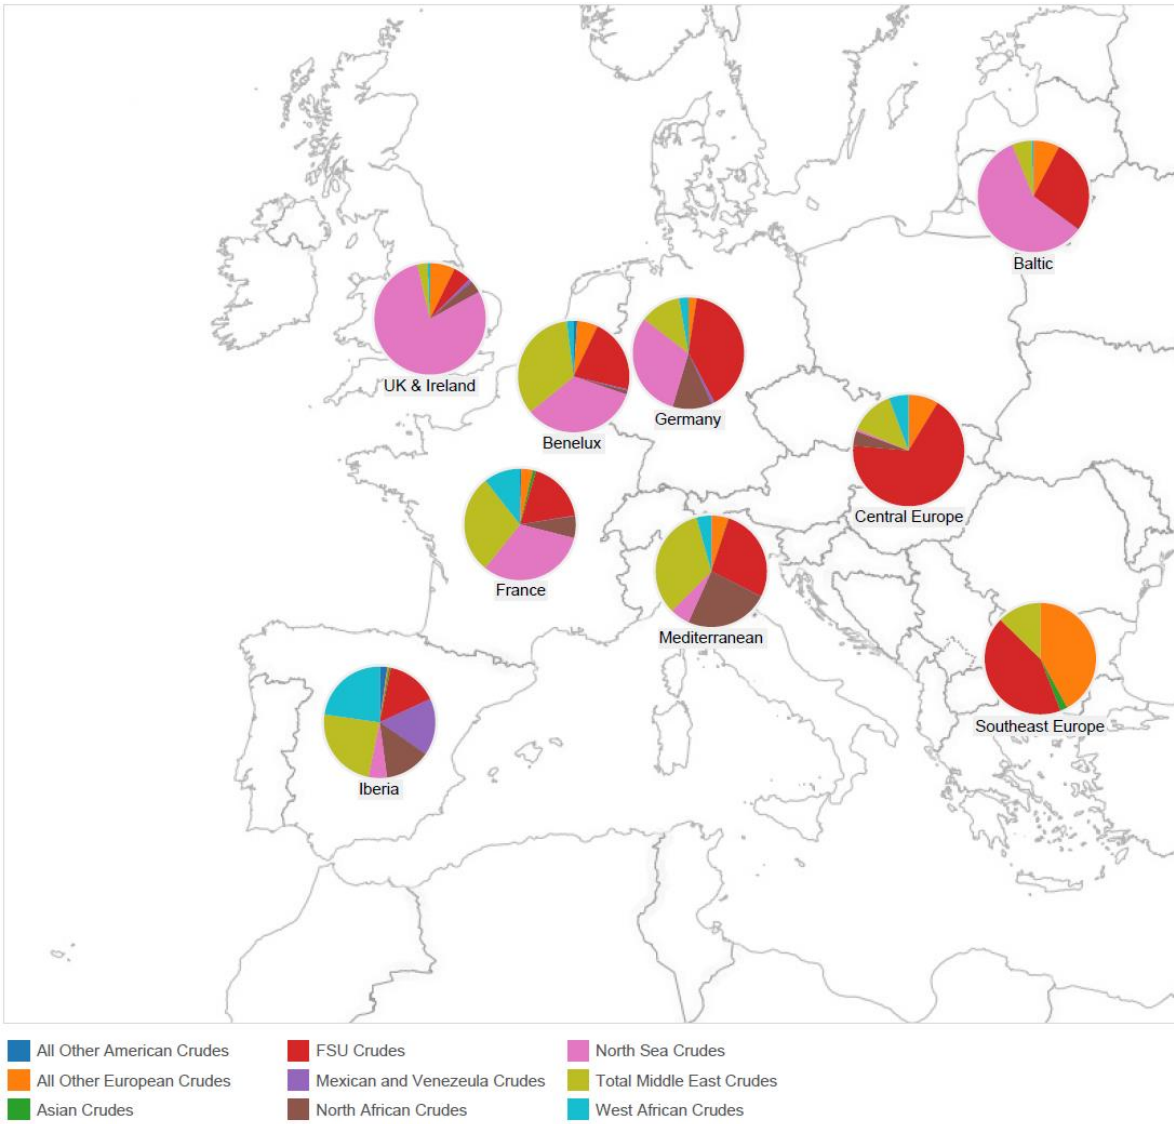 Baltic
UK & Ireland
Germany
Benelux
Central Europe
France
Mediterranean
Southeast Europe
Iberia
All Other American Crudes
FSU Crudes
North Sea Crudes
All Other European Crudes
Mexican and Venezeula Crudes
Total Middle East Crudes
Asian Crudes
North African Crudes
West African Crudes